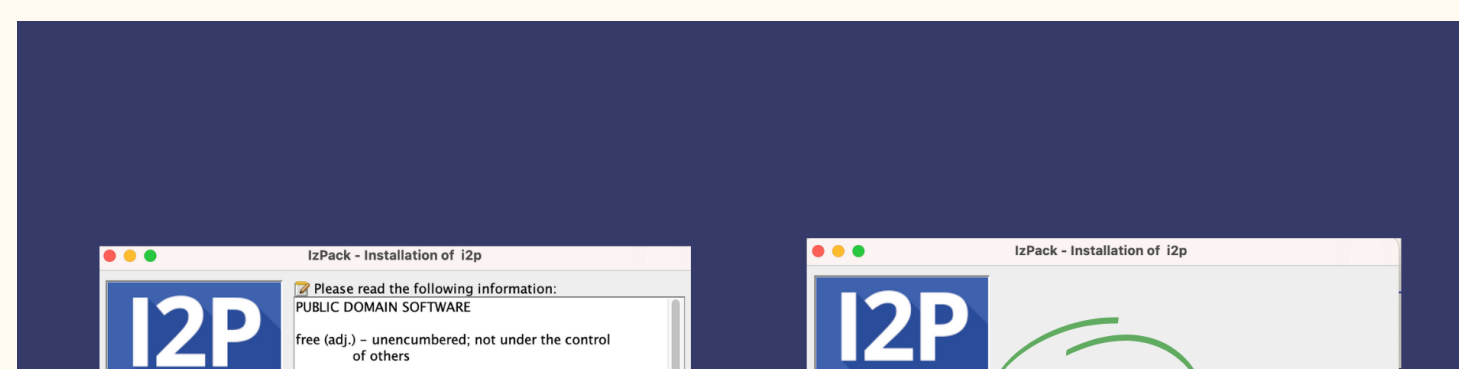 IzPack - Installation of i2p
I2P
Please read the following information:
PUBLIC DOMAIN SOFTWARE
free (adj.) – unencumbered; not under the control
of others
IzPack - Installation of i2p
I2P